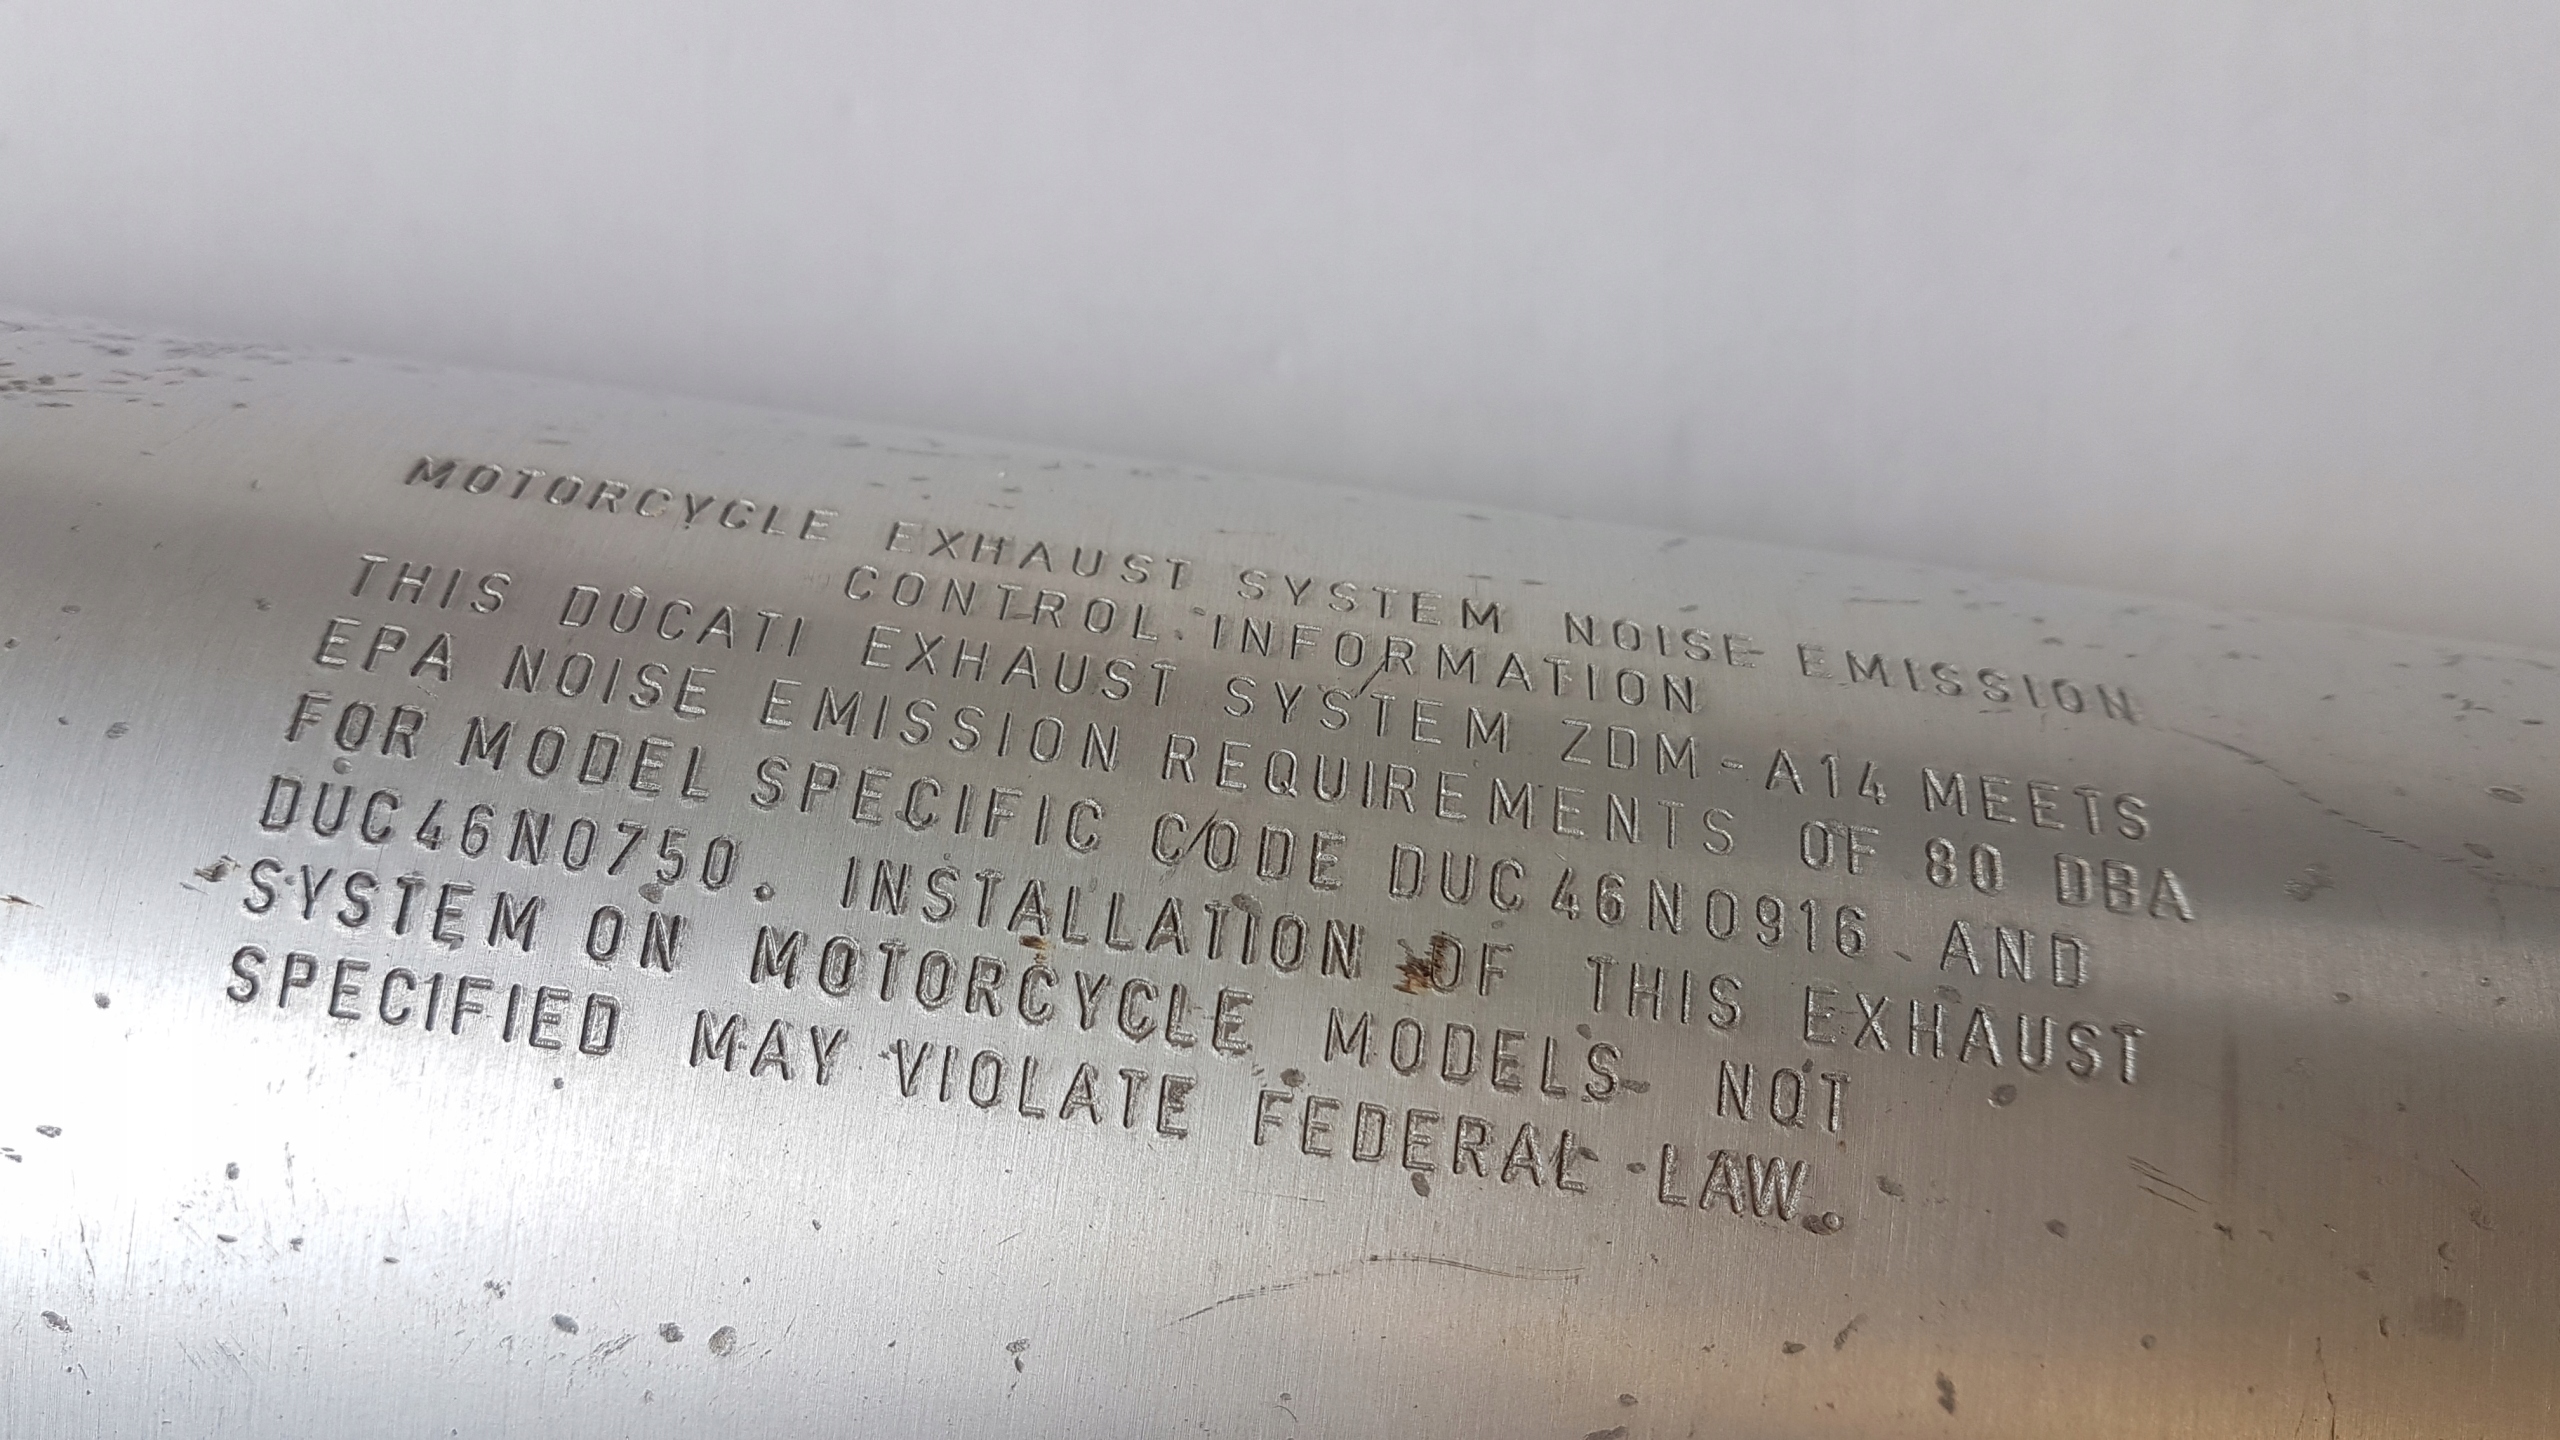 MOTORCYCLE EXHAUST SYSTEM NOISE EMISSION
CONTROL INFORMATION
THIS DUCATI EXHAUST SYSTEM ZDM-A14 MEETS
EPA NOISE EMISSION REQUIREMENTS OF 80 DBA
FOR MODEL SPECIFIC CODE DUC46N0916 AND
DUC46N0750. INSTALLATION OF THIS EXHAUST
SYSTEM ON MOTORCYCLE MODELS NOT
SPECIFIED MAY VIOLATE FEDERAL LAW.